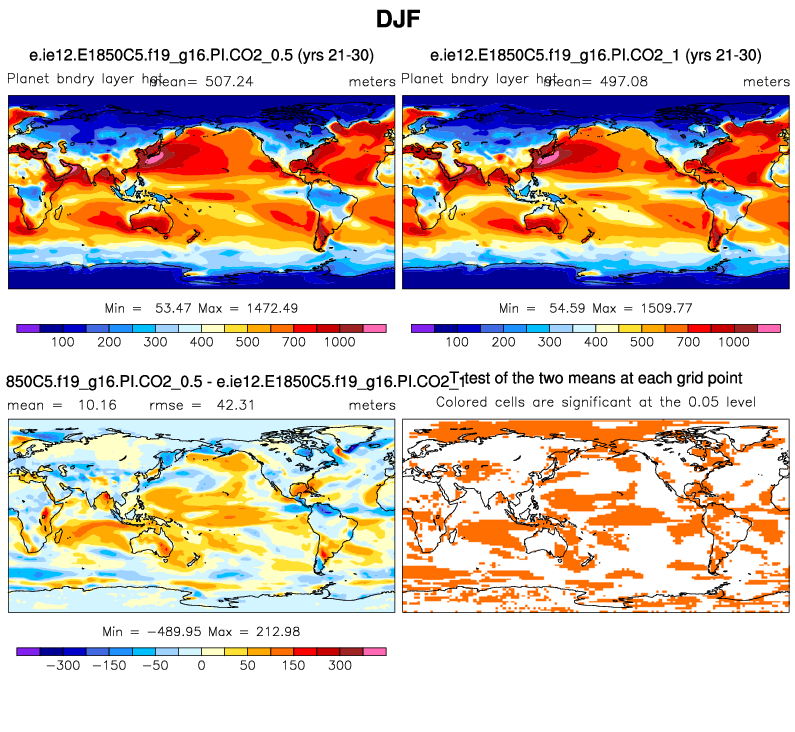 DJF
e.ie12.E1850C5.f19_g16.PI.CO2_0.5 (yrs 21-30)
Planet bndry layer hgt mean= 507.24 meters
Min = 53.47 Max = 1472.49
100 200 300 400 500 700 1000
e.ie12.E1850C5.f19_g16.PI.CO2_1 (yrs 21-30)
Planet bndry layer hgt mean= 497.08 meters
Min = 54.59 Max = 1509.77
100 200 300 400 500 700 1000
850C5.f19_g16.PI.CO2_0.5 - e.ie12.E1850C5.f19_g16.PI.CO2_1
mean = 10.16 rmse = 42.31 meters
Min = -489.95 Max = 212.98
-300 -150 -50 0 50 150 300
T-test of the two means at each grid point
Colored cells are significant at the 0.05 level